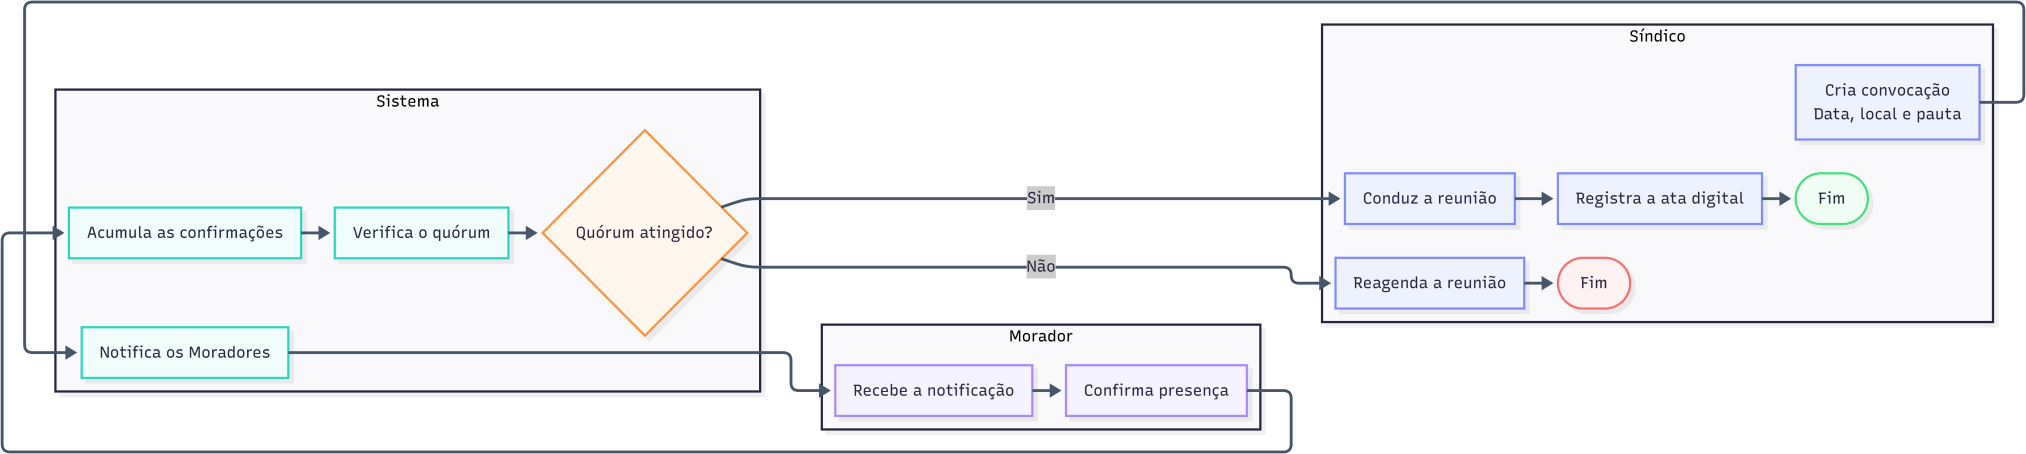 Síndico
Cria convocação
Data, local e pauta
Sistema
Conduz a reunião
Registra a ata digital
Fim
Sim
Acumula as confirmações
Verifica o quórum
Quórum atingido?
Não
Reagenda a reunião
Fim
Morador
Notifica os Moradores
Recebe a notificação
Confirma presença